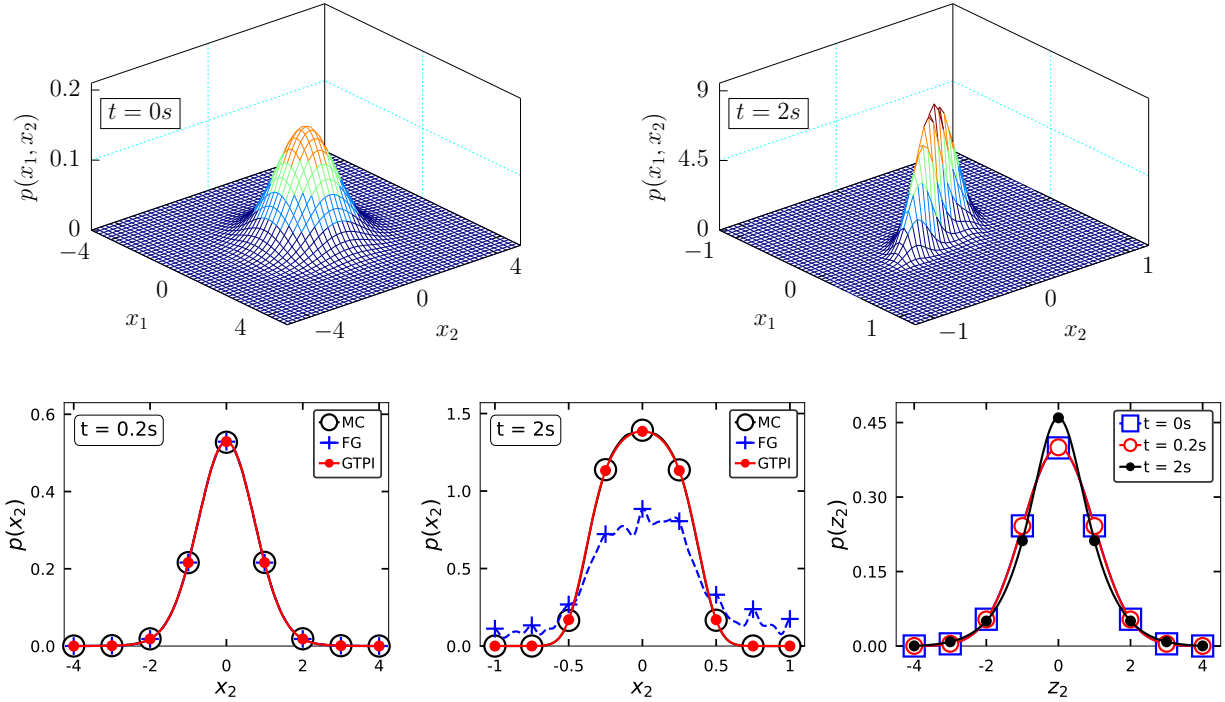 0.2
t = 0s
0.1
0
p(x₁, x₂)
−4
0
4
x₁
−4
0
4
x₂
9
t = 2s
4.5
0
p(x₁, x₂)
−1
0
1
x₁
−1
0
1
x₂
t = 0.2s
MC
FG
GTPI
0.6
0.4
0.2
0.0
p(x₂)
-4 -2 0 2 4
x₂
t = 2s
MC
FG
GTPI
1.5
1.0
0.5
0.0
p(x₂)
-1 -0.5 0 0.5 1
x₂
t = 0s
t = 0.2s
t = 2s
0.45
0.30
0.15
0.00
p(z₂)
-4 -2 0 2 4
z₂